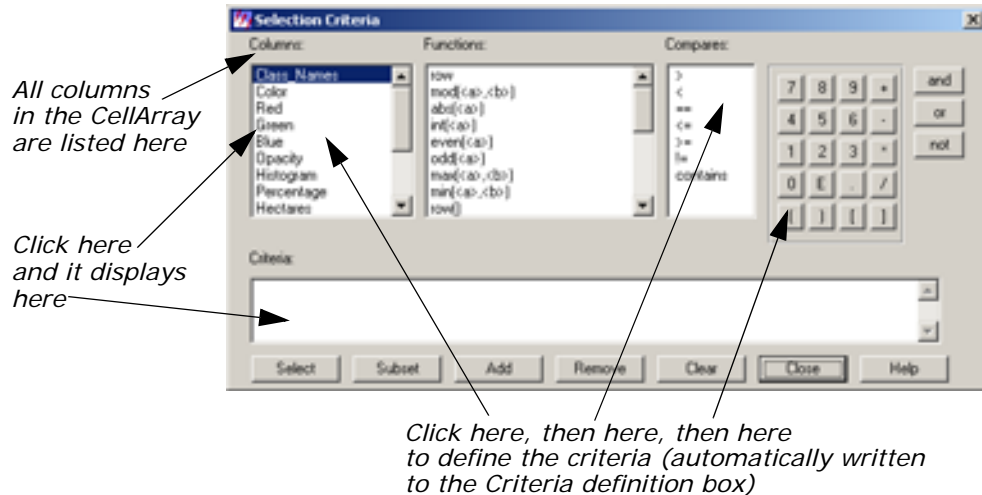 Selection Criteria
Columns:
Functions:
Compares:
All columns
in the CellArray
are listed here
Class_Names
Color
Red
Green
Blue
Opacity
Histogram
Percentage
Hectares
row
mod(<a>,<b>)
abs(<a>)
int(<a>)
even(<a>)
odd(<a>)
max(<a>,<b>)
min(<a>,<b>)
row()
>
<
==
<=
>=
!=
contains
7 8 9 +
4 5 6 -
1 2 3 *
0 E . /
( ) [ ]
and
or
not
Click here
and it displays
here
Criteria:
Select Subset Add Remove Clear Close Help
Click here, then here, then here
to define the criteria (automatically written
to the Criteria definition box)